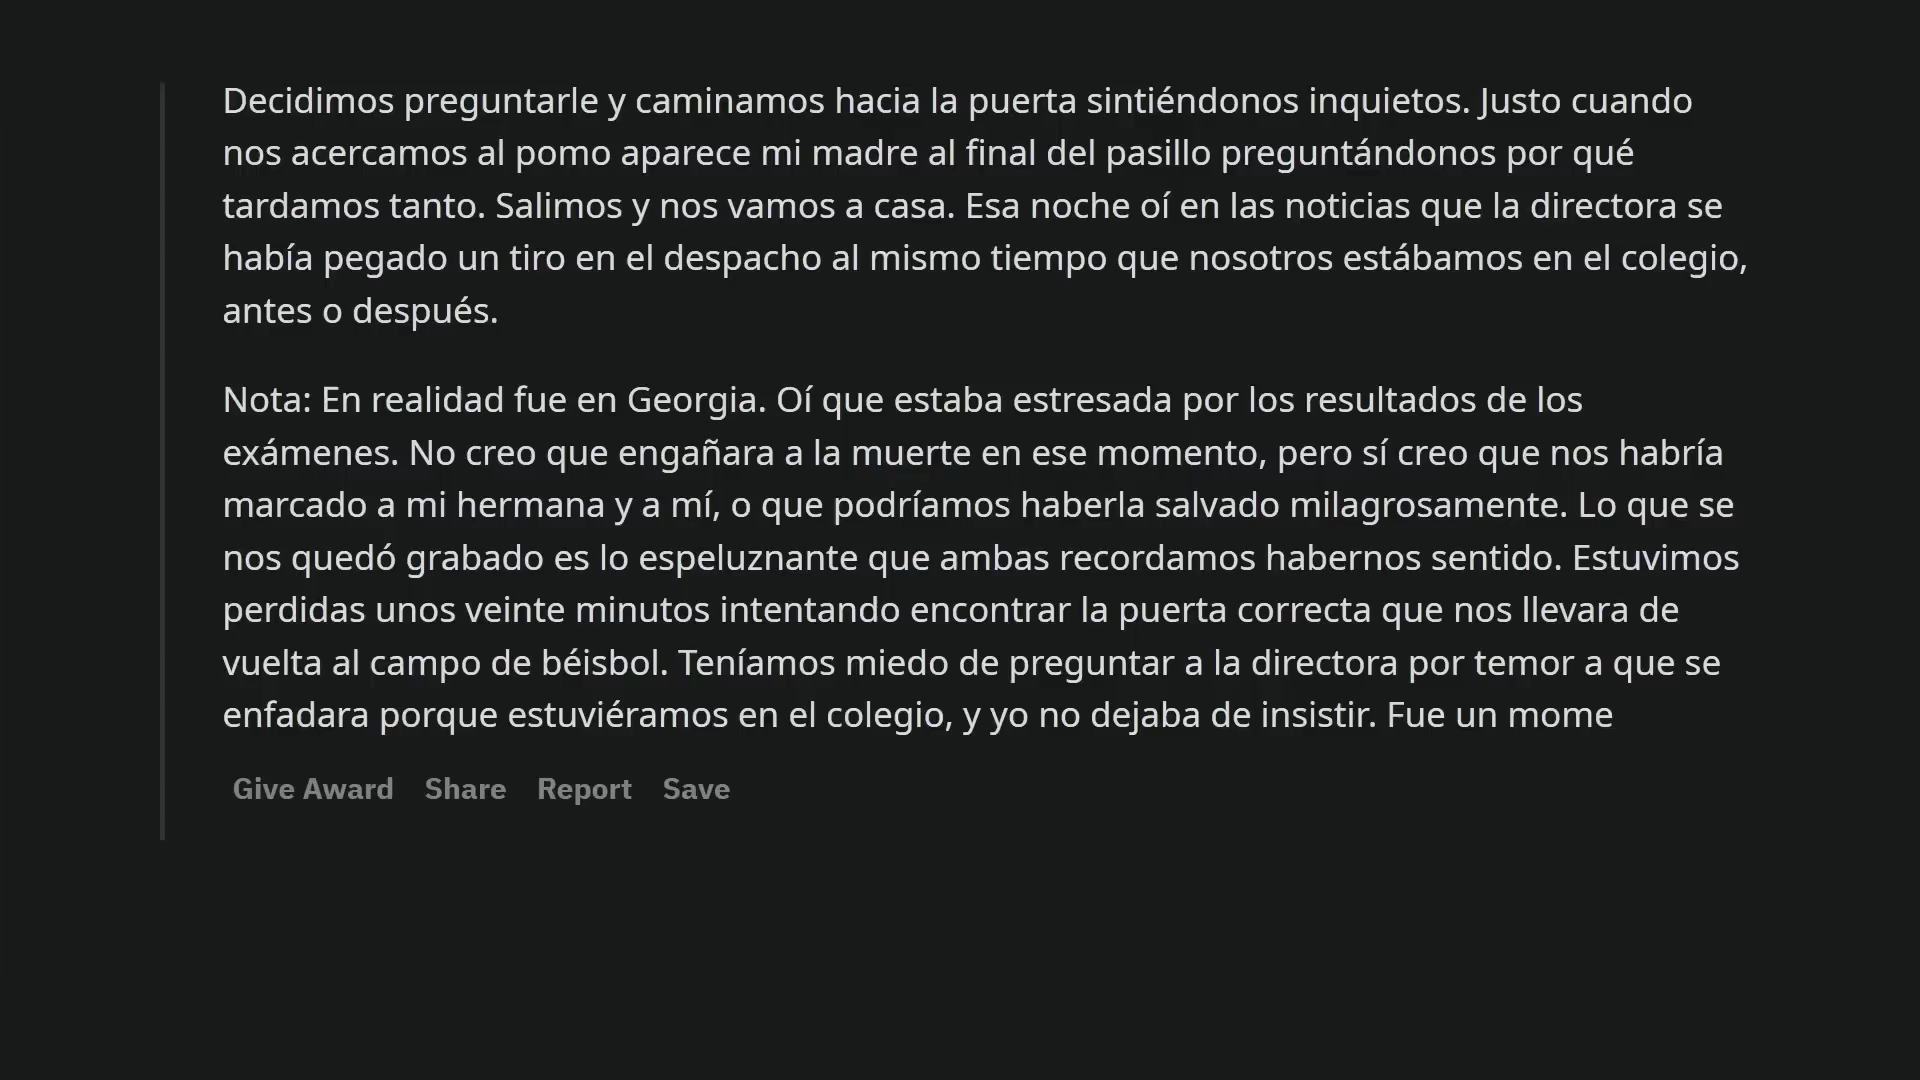 Decidimos preguntarle y caminamos hacia la puerta sintiéndonos inquietos. Justo cuando
nos acercamos al pomo aparece mi madre al final del pasillo preguntándonos por qué
tardamos tanto. Salimos y nos vamos a casa. Esa noche oí en las noticias que la directora se
había pegado un tiro en el despacho al mismo tiempo que nosotros estábamos en el colegio,
antes o después.
Nota: En realidad fue en Georgia. Oí que estaba estresada por los resultados de los
exámenes. No creo que engañara a la muerte en ese momento, pero sí creo que nos habría
marcado a mi hermana y a mí, o que podríamos haberla salvado milagrosamente. Lo que se
nos quedó grabado es lo espeluznante que ambas recordamos habernos sentido. Estuvimos
perdidas unos veinte minutos intentando encontrar la puerta correcta que nos llevara de
vuelta al campo de béisbol. Teníamos miedo de preguntar a la directora por temor a que se
enfadara porque estuviéramos en el colegio, y yo no dejaba de insistir. Fue un mome
Give Award Share Report Save